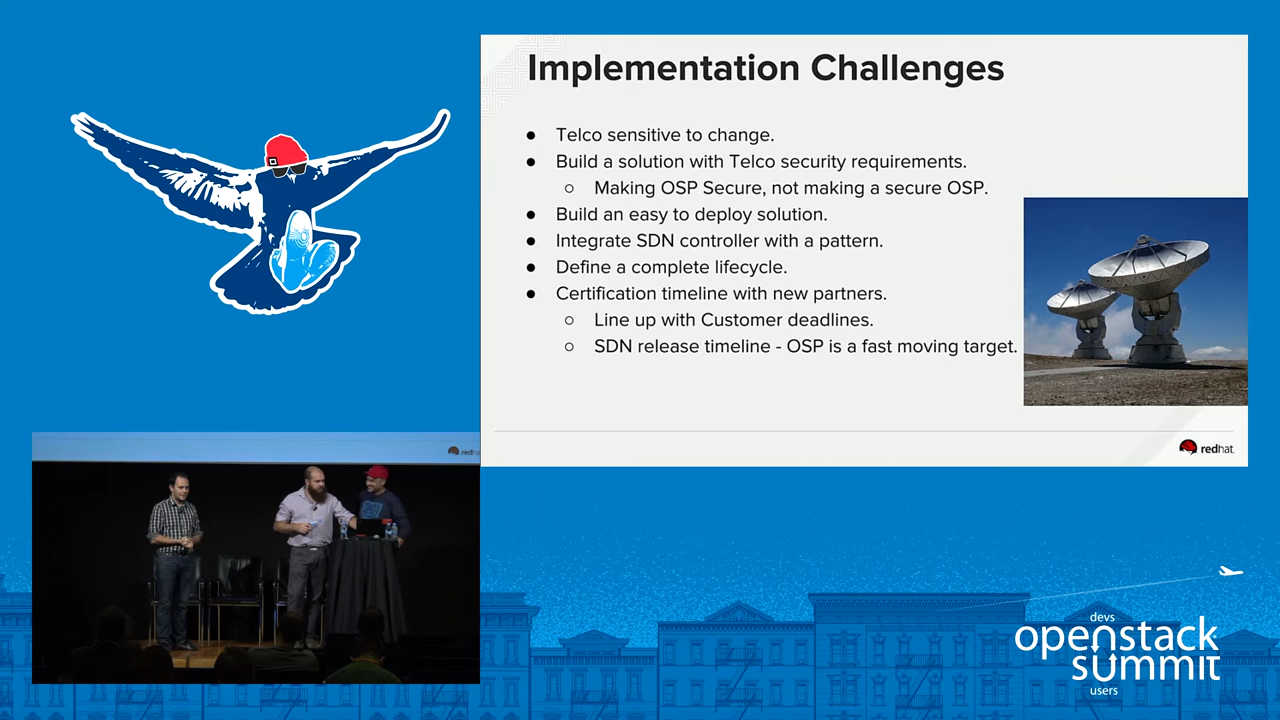 Implementation Challenges
● Telco sensitive to change.
● Build a solution with Telco security requirements.
○ Making OSP Secure, not making a secure OSP.
● Build an easy to deploy solution.
● Integrate SDN controller with a pattern.
● Define a complete lifecycle.
● Certification timeline with new partners.
○ Line up with Customer deadlines.
○ SDN release timeline - OSP is a fast moving target.
redhat.
redha
devs
openstack
summit
users